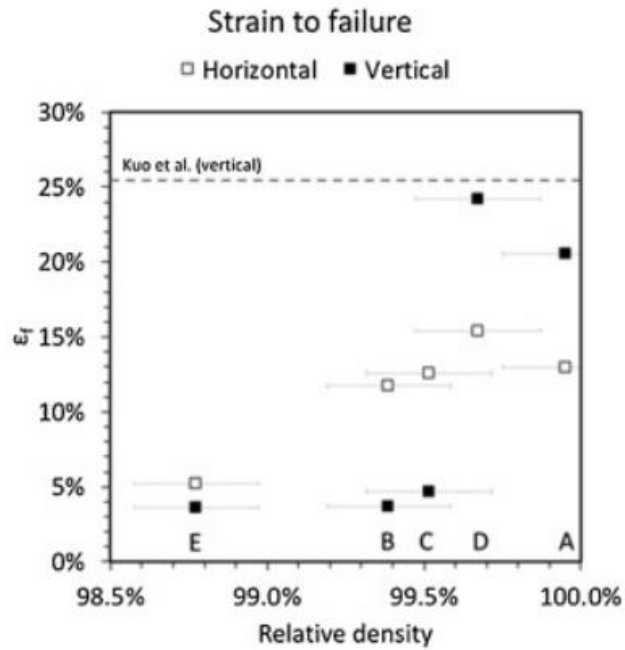 Strain to failure
□ Horizontal ■ Vertical
30%
Kuo et al. (vertical)
25%
20%
15%
10%
5%
0%
εf
E B C D A
98.5% 99.0% 99.5% 100.0%
Relative density